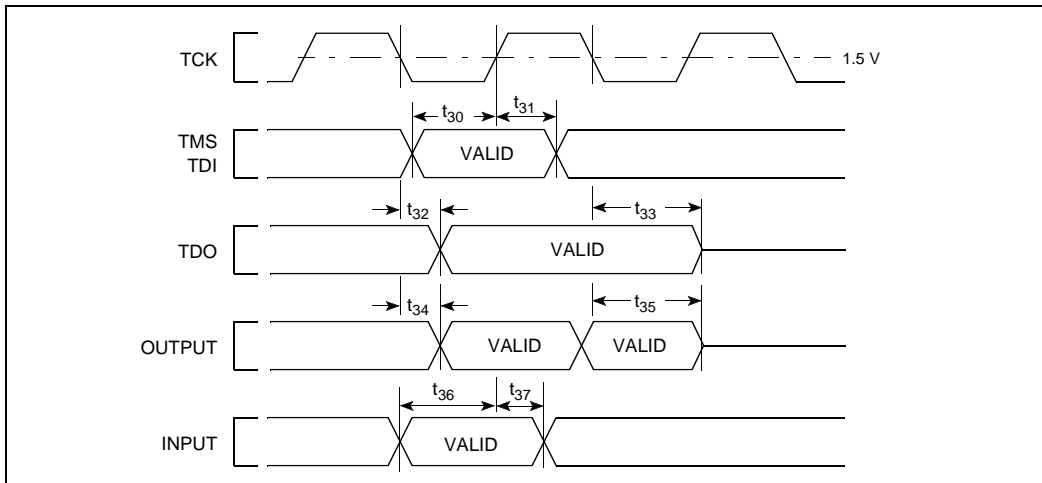 TCK
1.5 V
t30 t31
TMS
TDI
VALID
t32 t33
TDO
VALID
t34 t35
OUTPUT
VALID VALID
t36 t37
INPUT
VALID